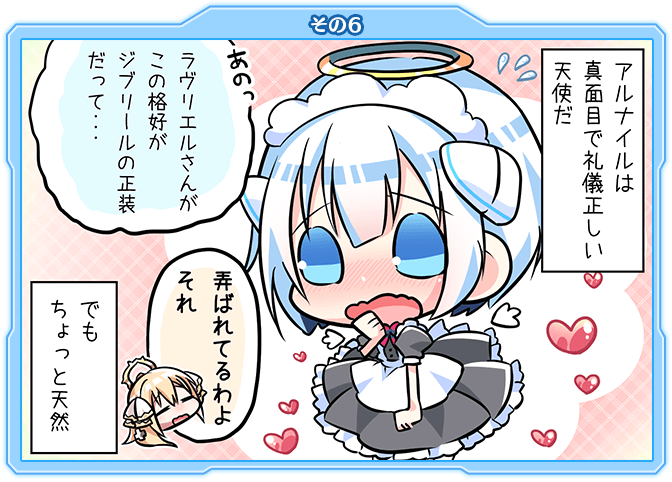 その6
アルナイルは
真面目で礼儀正しい
天使だ
あのっ
ラヴリエルさんが
この格好が
ジブリールの正装
だって・・・
弄ばれてるわよ
それ
でも
ちょっと天然